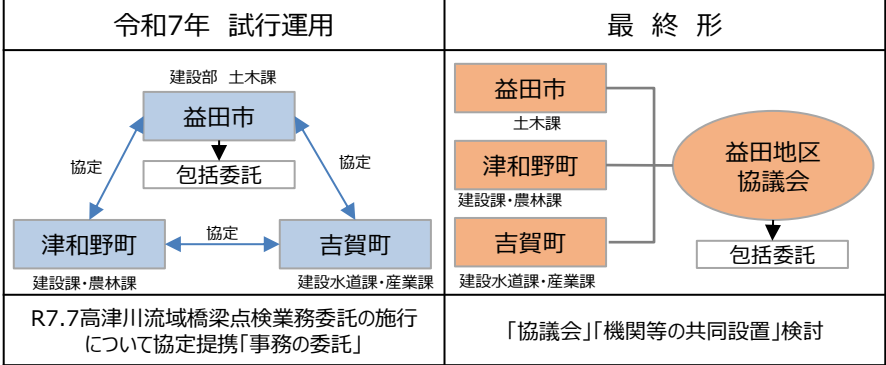 令和7年 試行運用
建設部 土木課
益田市
協定
協定
包括委託
津和野町
協定
吉賀町
建設課・農林課
建設水道課・産業課
R7.7高津川流域橋梁点検業務委託の施行
について協定提携「事務の委託」
最 終 形
益田市
土木課
津和野町
建設課・農林課
吉賀町
建設水道課・産業課
益田地区
協議会
包括委託
「協議会」「機関等の共同設置」検討